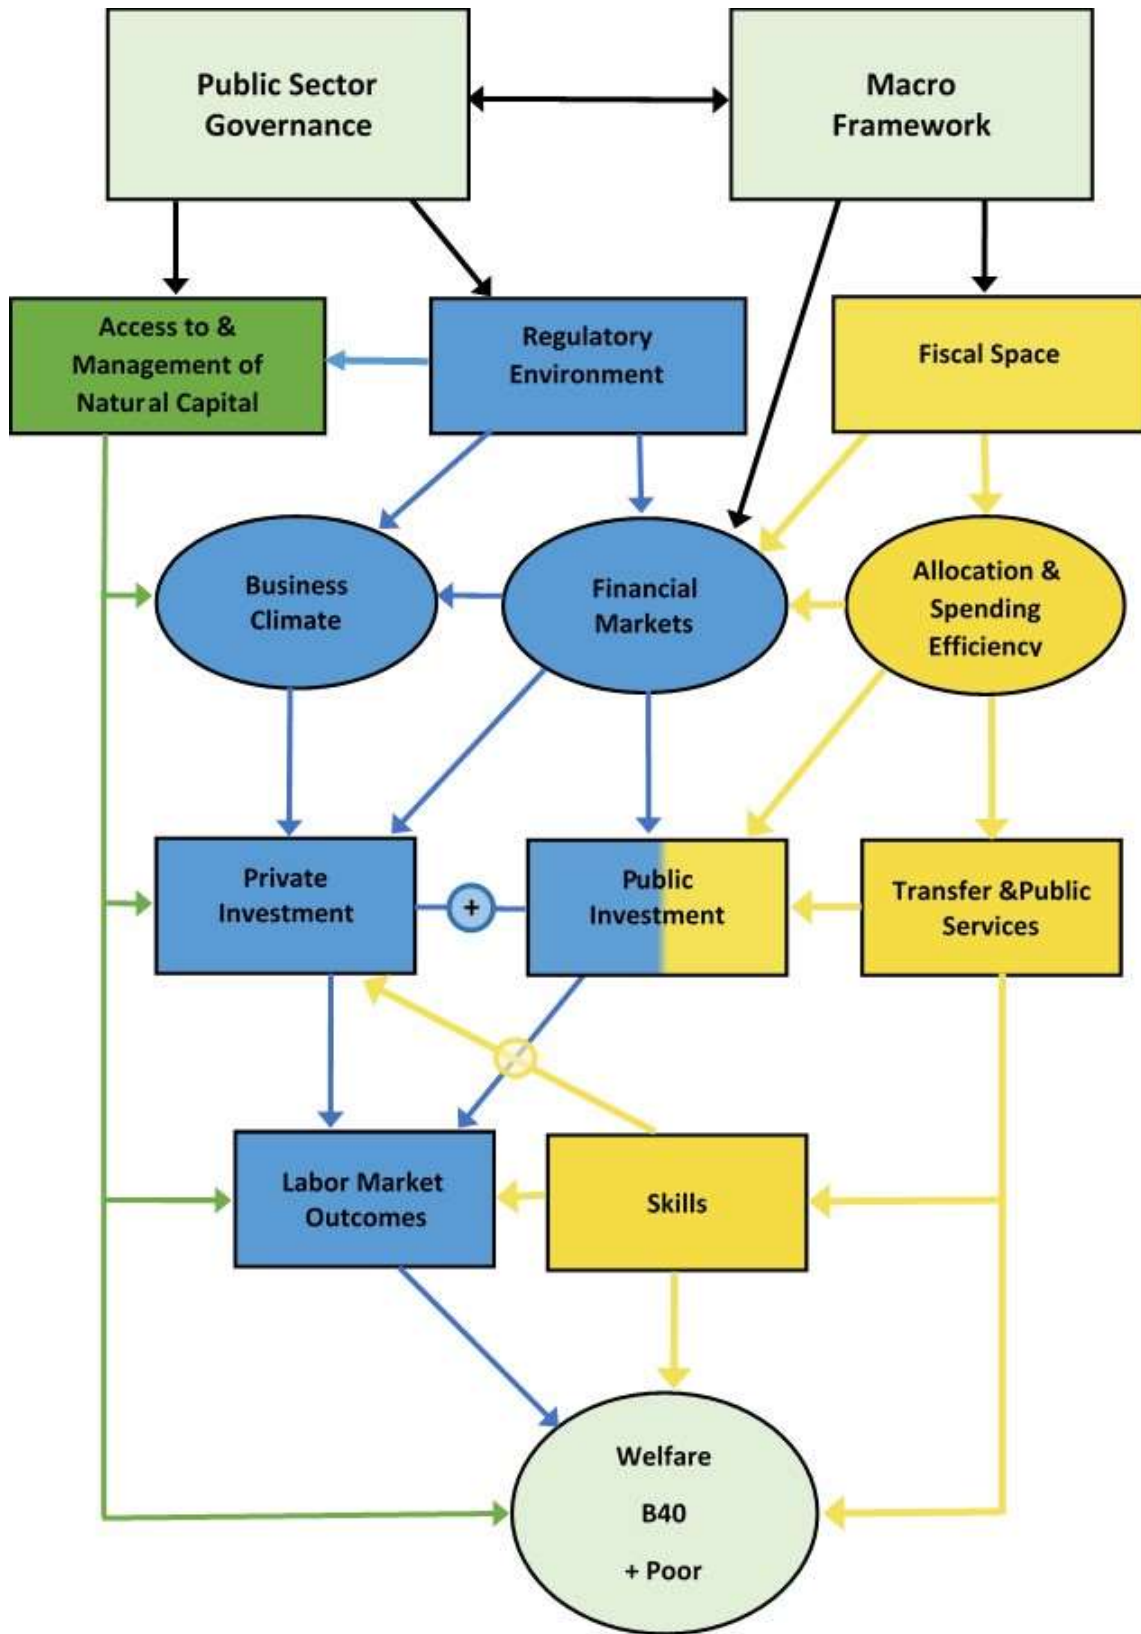 Public Sector
Governance
Macro
Framework
Access to &
Management of
Natural Capital
Regulatory
Environment
Fiscal Space
Business
Climate
Financial
Markets
Allocation &
Spending
Efficiency
Private
Investment
+
Public
Investment
Transfer &Public
Services
Labor Market
Outcomes
Skills
Welfare
B40
+ Poor